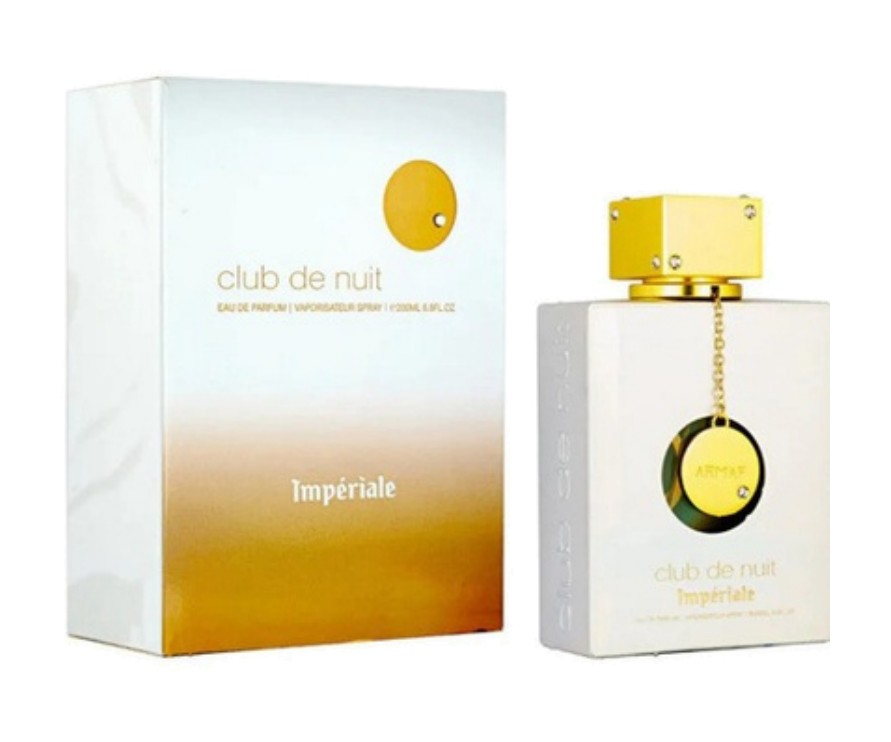 club de nuit
EAU DE PARFUM | VAPORISATEUR SPRAY | ℮200ML 6.8FL.OZ
Impériale
club de nuit
ARMAF
club de nuit
Impériale